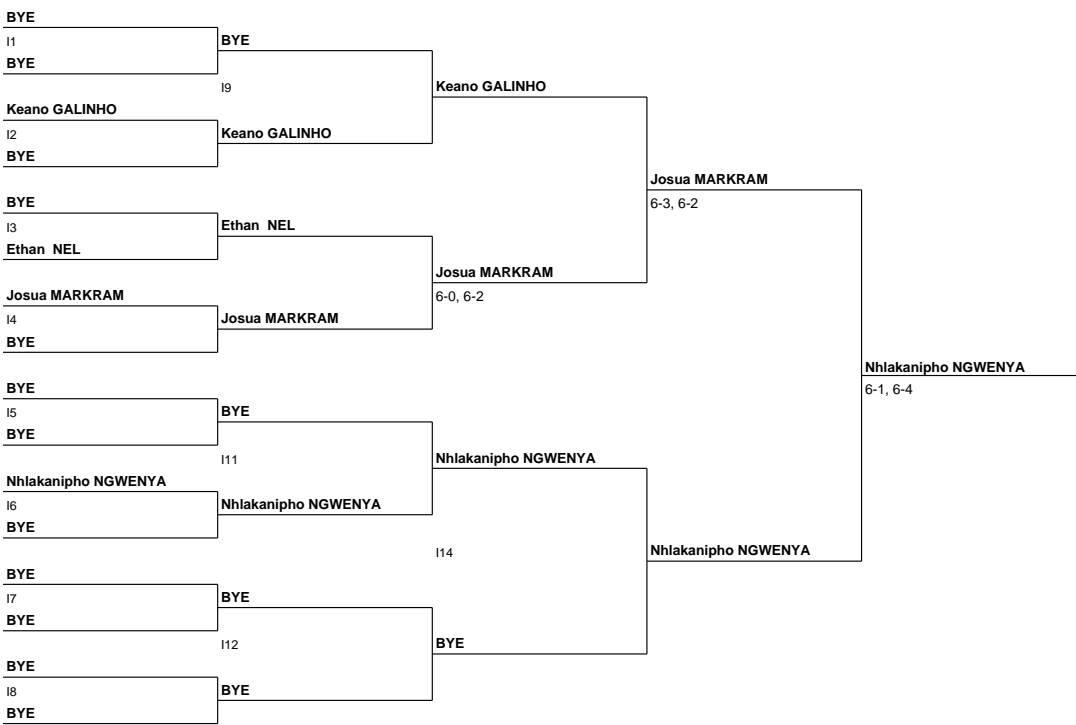 BYE
I1
BYE
Keano GALINHO
I2
BYE
BYE
I3
Ethan  NEL
Josua MARKRAM
I4
BYE
BYE
I5
BYE
Nhlakanipho NGWENYA
I6
BYE
BYE
I7
BYE
BYE
I8
BYE
BYE
I9
Keano GALINHO
Ethan  NEL
Josua MARKRAM
BYE
I11
Nhlakanipho NGWENYA
BYE
I12
BYE
Keano GALINHO
Josua MARKRAM
6-0, 6-2
Nhlakanipho NGWENYA
I14
BYE
Josua MARKRAM
6-3, 6-2
Nhlakanipho NGWENYA
Nhlakanipho NGWENYA
6-1, 6-4